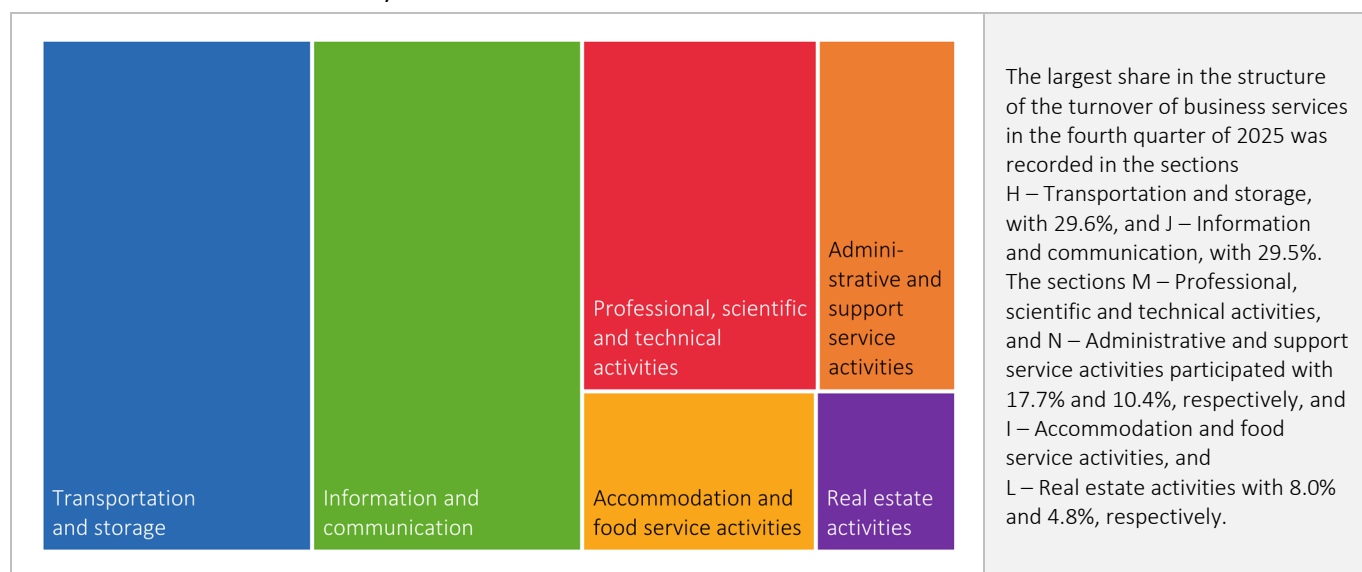 Transportation
and storage
Information and
communication
Professional, scientific
and technical
activities
Admini-
strative and
support
service
activities
Accommodation and
food service activities
Real estate
activities
The largest share in the structure
of the turnover of business services
in the fourth quarter of 2025 was
recorded in the sections
H – Transportation and storage,
with 29.6%, and J – Information
and communication, with 29.5%.
The sections M – Professional,
scientific and technical activities,
and N – Administrative and support
service activities participated with
17.7% and 10.4%, respectively, and
I – Accommodation and food
service activities, and
L – Real estate activities with 8.0%
and 4.8%, respectively.